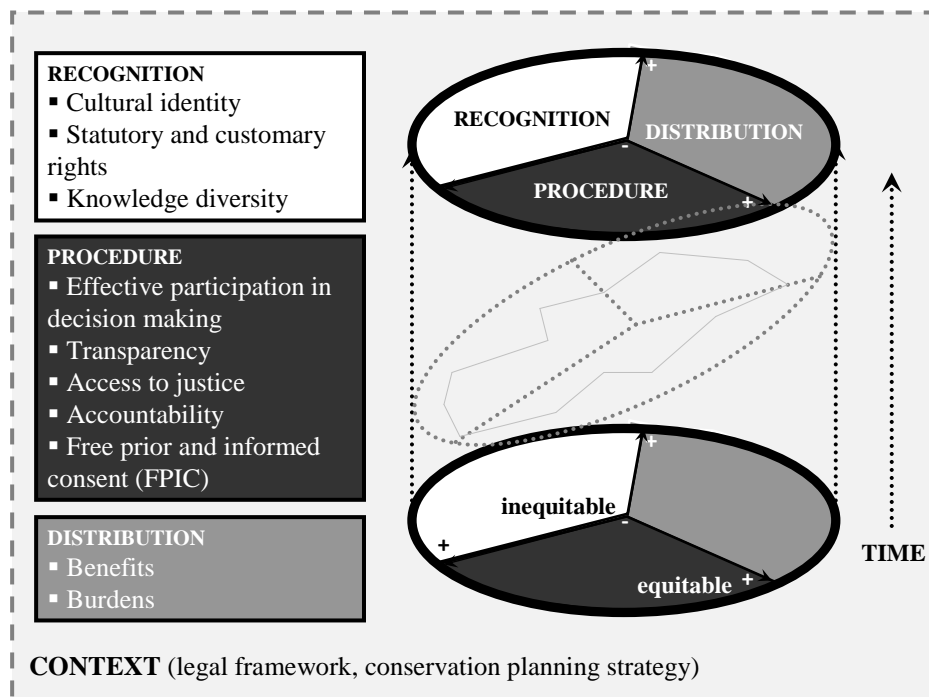 RECOGNITION
▪ Cultural identity
▪ Statutory and customary
rights
▪ Knowledge diversity
PROCEDURE
▪ Effective participation in
decision making
▪ Transparency
▪ Access to justice
▪ Accountability
▪ Free prior and informed
consent (FPIC)
DISTRIBUTION
▪ Benefits
▪ Burdens
+
RECOGNITION
DISTRIBUTION
-
PROCEDURE
+
+
inequitable
-
+
equitable
+
TIME
CONTEXT (legal framework, conservation planning strategy)